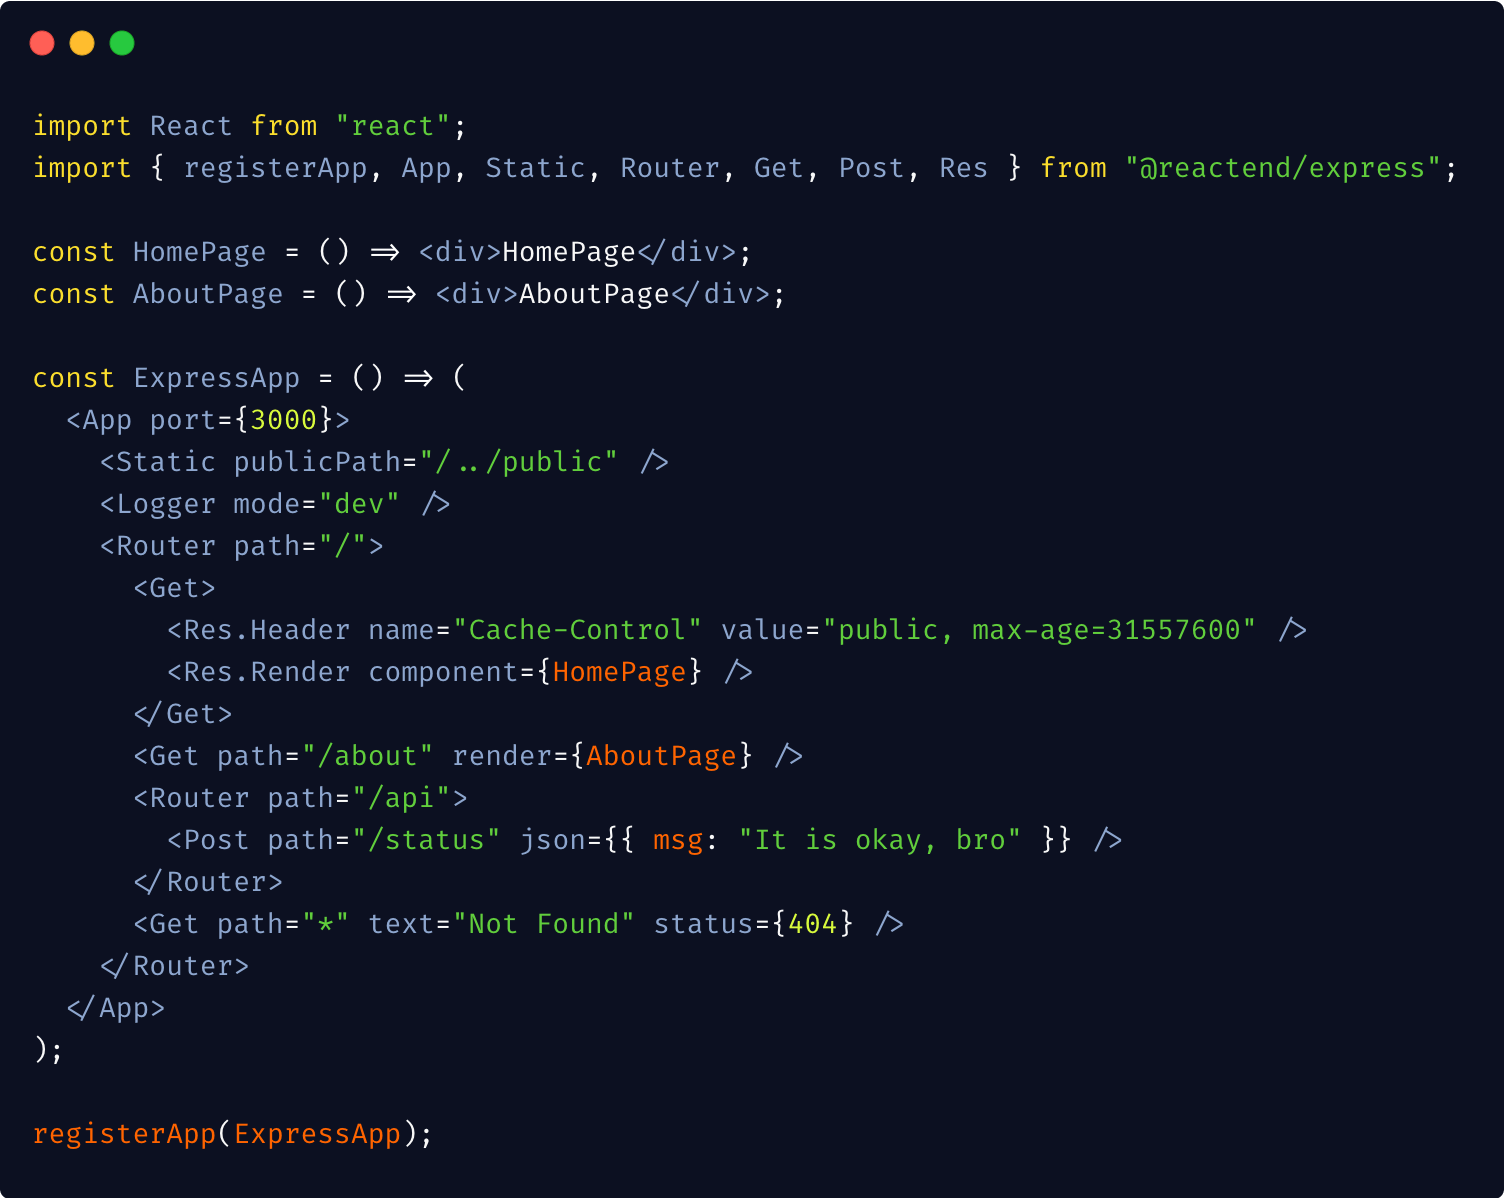 import React from "react";
import { registerApp, App, Static, Router, Get, Post, Res } from "@reactend/express";

const HomePage = () => <div>HomePage</div>;
const AboutPage = () => <div>AboutPage</div>;

const ExpressApp = () => (
  <App port={3000}>
    <Static publicPath="/../public" />
    <Logger mode="dev" />
    <Router path="/">
      <Get>
        <Res.Header name="Cache-Control" value="public, max-age=31557600" />
        <Res.Render component={HomePage} />
      </Get>
      <Get path="/about" render={AboutPage} />
      <Router path="/api">
        <Post path="/status" json={{ msg: "It is okay, bro" }} />
      </Router>
      <Get path="*" text="Not Found" status={404} />
    </Router>
  </App>
);

registerApp(ExpressApp);